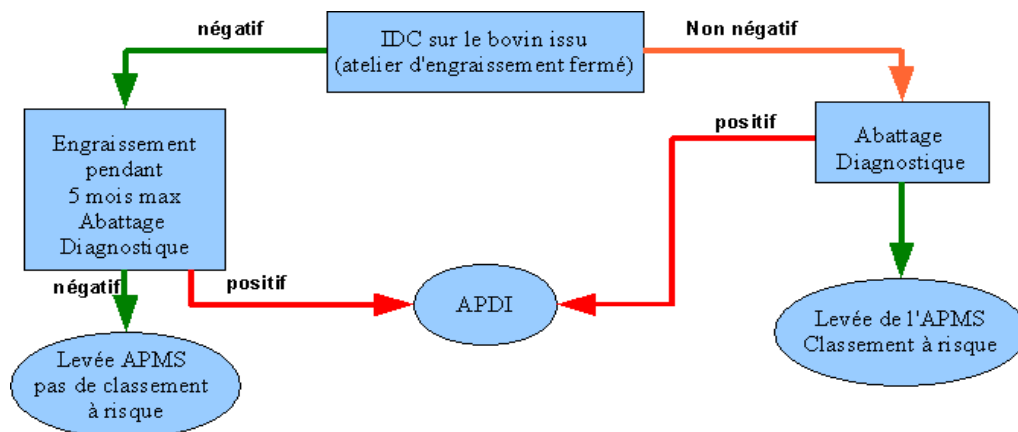 négatif
IDC sur le bovin issu
(atelier d'engraissement fermé)
Non négatif
Engraissement
pendant
5 mois max
Abattage
Diagnostique
positif
Abattage
Diagnostique
négatif
positif
APDI
Levée APMS
pas de classement
à risque
Levée de l'APMS
Classement à risque